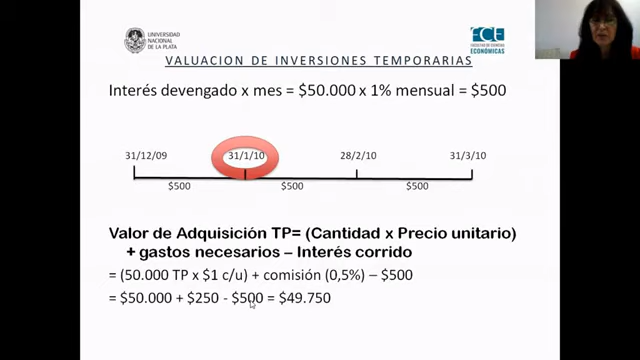 UNIVERSIDAD
NACIONAL
DE LA PLATA
FCE
FACULTAD DE CIENCIAS
ECONÓMICAS
VALUACION DE INVERSIONES TEMPORARIAS
Interés devengado x mes = $50.000 x 1% mensual = $500
31/12/09 31/1/10 28/2/10 31/3/10
$500 $500 $500
Valor de Adquisición TP= (Cantidad x Precio unitario)
+ gastos necesarios – Interés corrido
= (50.000 TP x $1 c/u) + comisión (0,5%) – $500
= $50.000 + $250 - $500 = $49.750